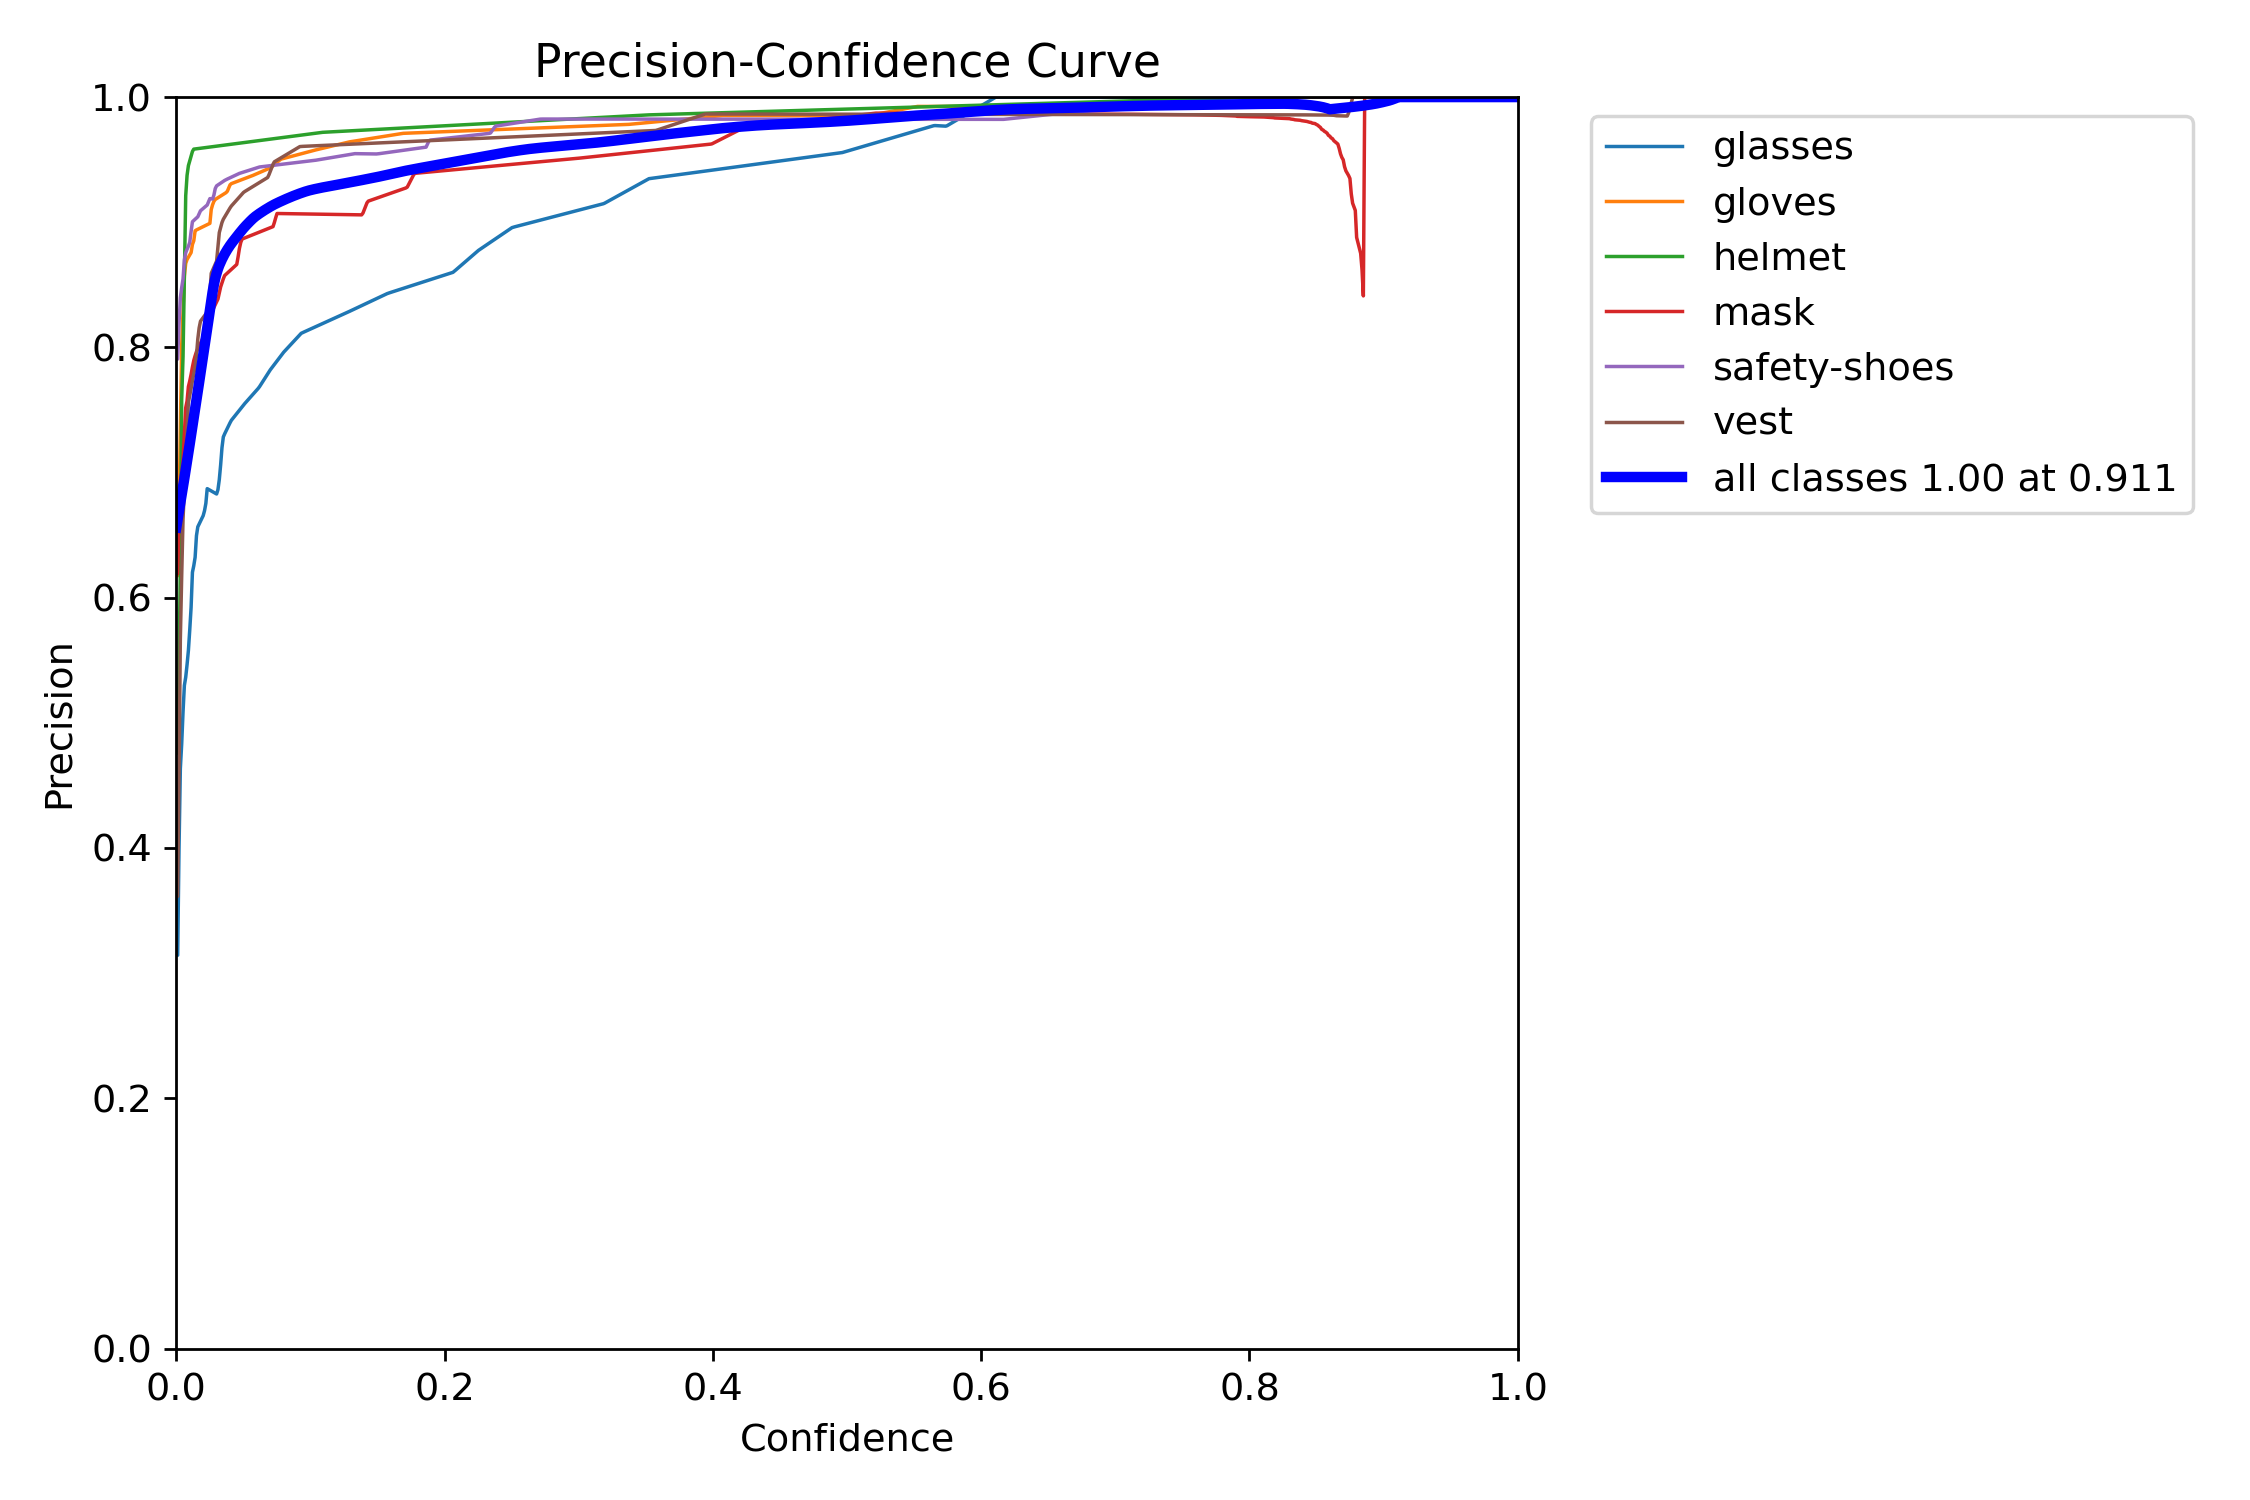 Precision-Confidence Curve
1.0
0.8
0.6
0.4
0.2
0.0
Precision
0.0 0.2 0.4 0.6 0.8 1.0
Confidence
glasses
gloves
helmet
mask
safety-shoes
vest
all classes 1.00 at 0.911